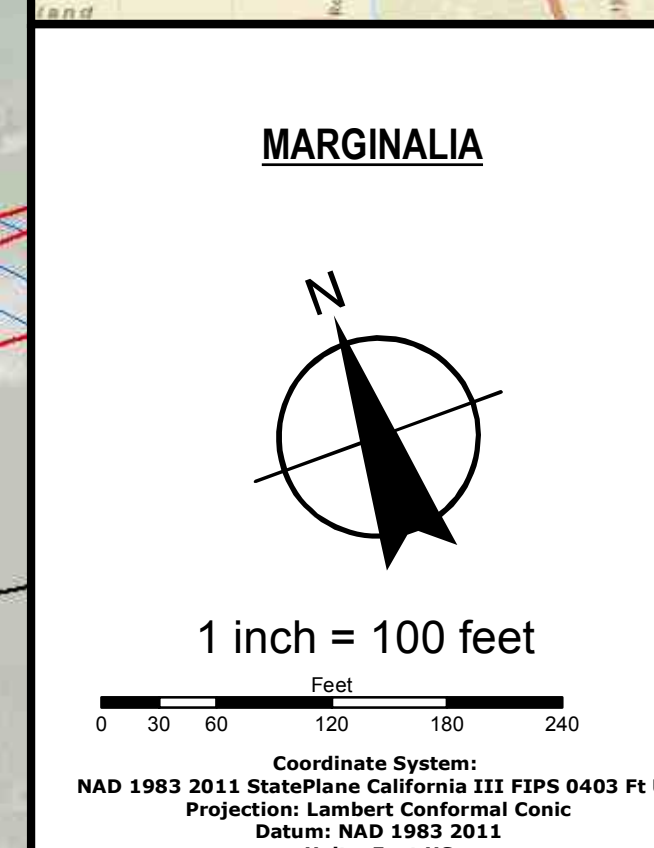 land
MARGINALIA
N
1 inch = 100 feet
Feet
0 30 60 120 180 240
Coordinate System:
NAD 1983 2011 StatePlane California III FIPS 0403 Ft
Projection: Lambert Conformal Conic
Datum: NAD 1983 2011